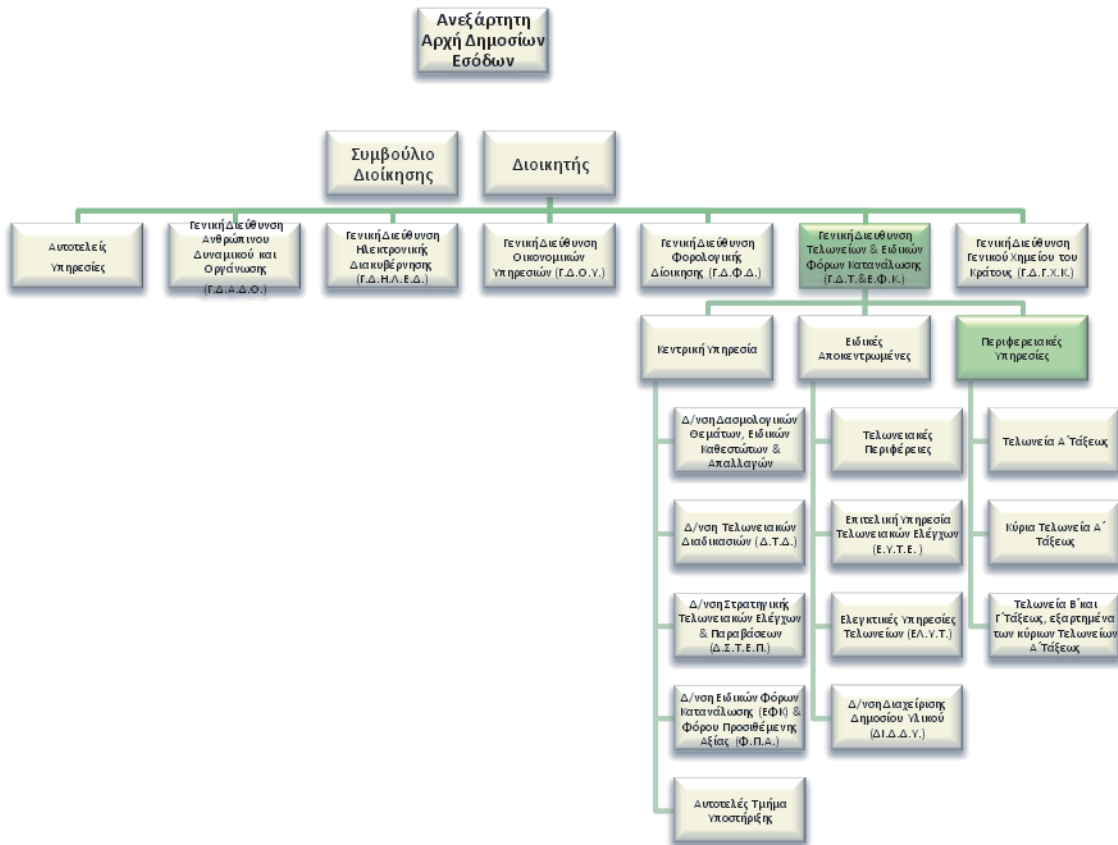 Ανεξάρτητη
Αρχή Δημοσίων
Εσόδων
Συμβούλιο
Διοίκησης
Διοικητής
Αυτοτελείς
Υπηρεσίες
Γενική Διεύθυνση
Ανθρώπινου
Δυναμικού και
Οργάνωσης
(Γ.Δ.Α.Δ.Ο.)
Γενική Διεύθυνση
Ηλεκτρονικής
Διακυβέρνησης
(Γ.Δ.Η.Λ.Ε.Δ.)
Γενική Διεύθυνση
Οικονομικών
Υπηρεσιών (Γ.Δ.Ο.Υ.)
Γενική Διεύθυνση
Φορολογικής
Δίοικησης (Γ.Δ.Φ.Δ.)
Γενική Διευθυνση
Τελωνείων & Ειδικών
Φόρων Κατανάλωσης
(Γ.Δ.Τ.&Ε.Φ.Κ.)
Γενική Διεύθυνση
Γενικού Χημείου του
Κράτους (Γ.Δ.Γ.Χ.Κ.)
Κεντρική Υπηρεσία
Ειδικές
Αποκεντρωμένες
Περιφερειακές
Υπηρεσίες
Δ/νση Δασμολογικών
Θεμάτων, Ειδικών
Καθεστώτων &
Απαλλαγών
Τελωνειακές
Περιφέρειες
Τελωνεία Α΄ Τάξεως
Δ/νση Τελωνειακών
Διαδικασιών (Δ.Τ.Δ.)
Επιτελική Υπηρεσία
Τελωνειακών Ελέγχων
(Ε.Υ.Τ.Ε. )
Κύρια Τελωνεία Α΄
Τάξεως
Δ/νση Στρατηγικής
Τελωνειακών Ελέγχων
& Παραβάσεων
(Δ.Σ.Τ.Ε.Π.)
Ελεγκτικές Υπηρεσίες
Τελωνείων (ΕΛ.Υ.Τ.)
Τελωνεία Β΄ και
Γ΄ Τάξεως, εξαρτημένα
των κύριων Τελωνείων
Α΄ Τάξεως
Δ/νση Ειδικών Φόρων
Κατανάλωσης (ΕΦΚ) &
Φόρου Προσιθέμενης
Αξίας (Φ.Π.Α.)
Δ/νση Διαχείρισης
Δημοσίου Υλικού
(ΔΙ.Δ.Δ.Υ.)
Αυτοτελές Τμήμα
Υποστήριξης